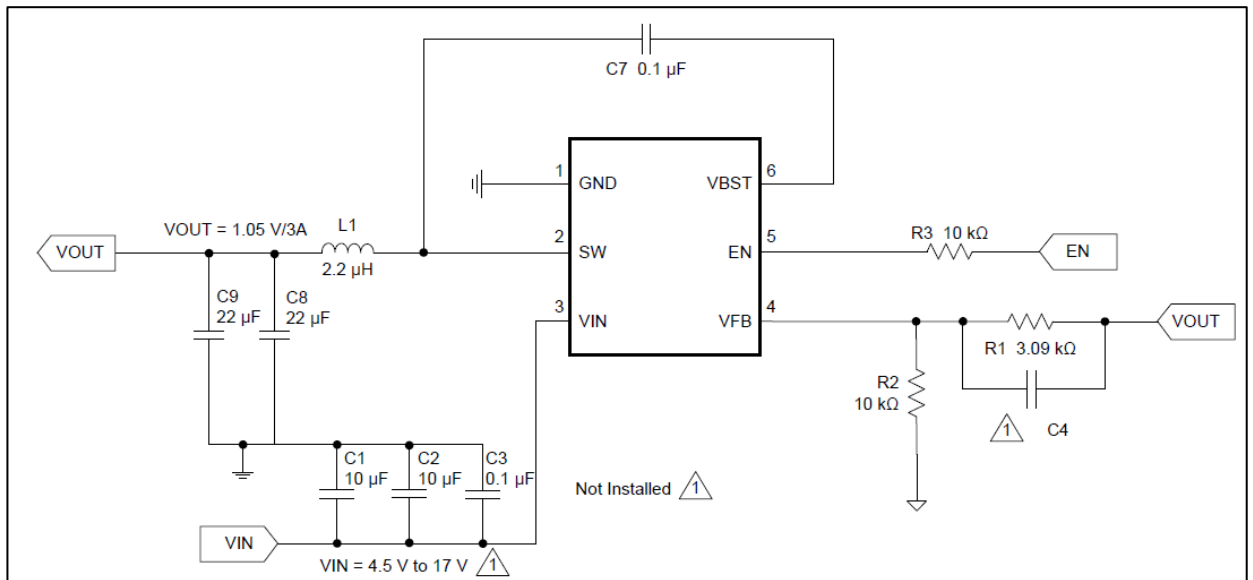 C7 0.1 µF
1 GND
VBST 6
VOUT = 1.05 V/3A
L1
2.2 µH
VOUT
2 SW
EN 5
R3 10 kΩ
EN
C9
22 µF
C8
22 µF
3 VIN
VFB 4
R1 3.09 kΩ
VOUT
R2
10 kΩ
1 C4
C1
10 µF
C2
10 µF
C3
0.1 µF
Not Installed 1
VIN
VIN = 4.5 V to 17 V 1